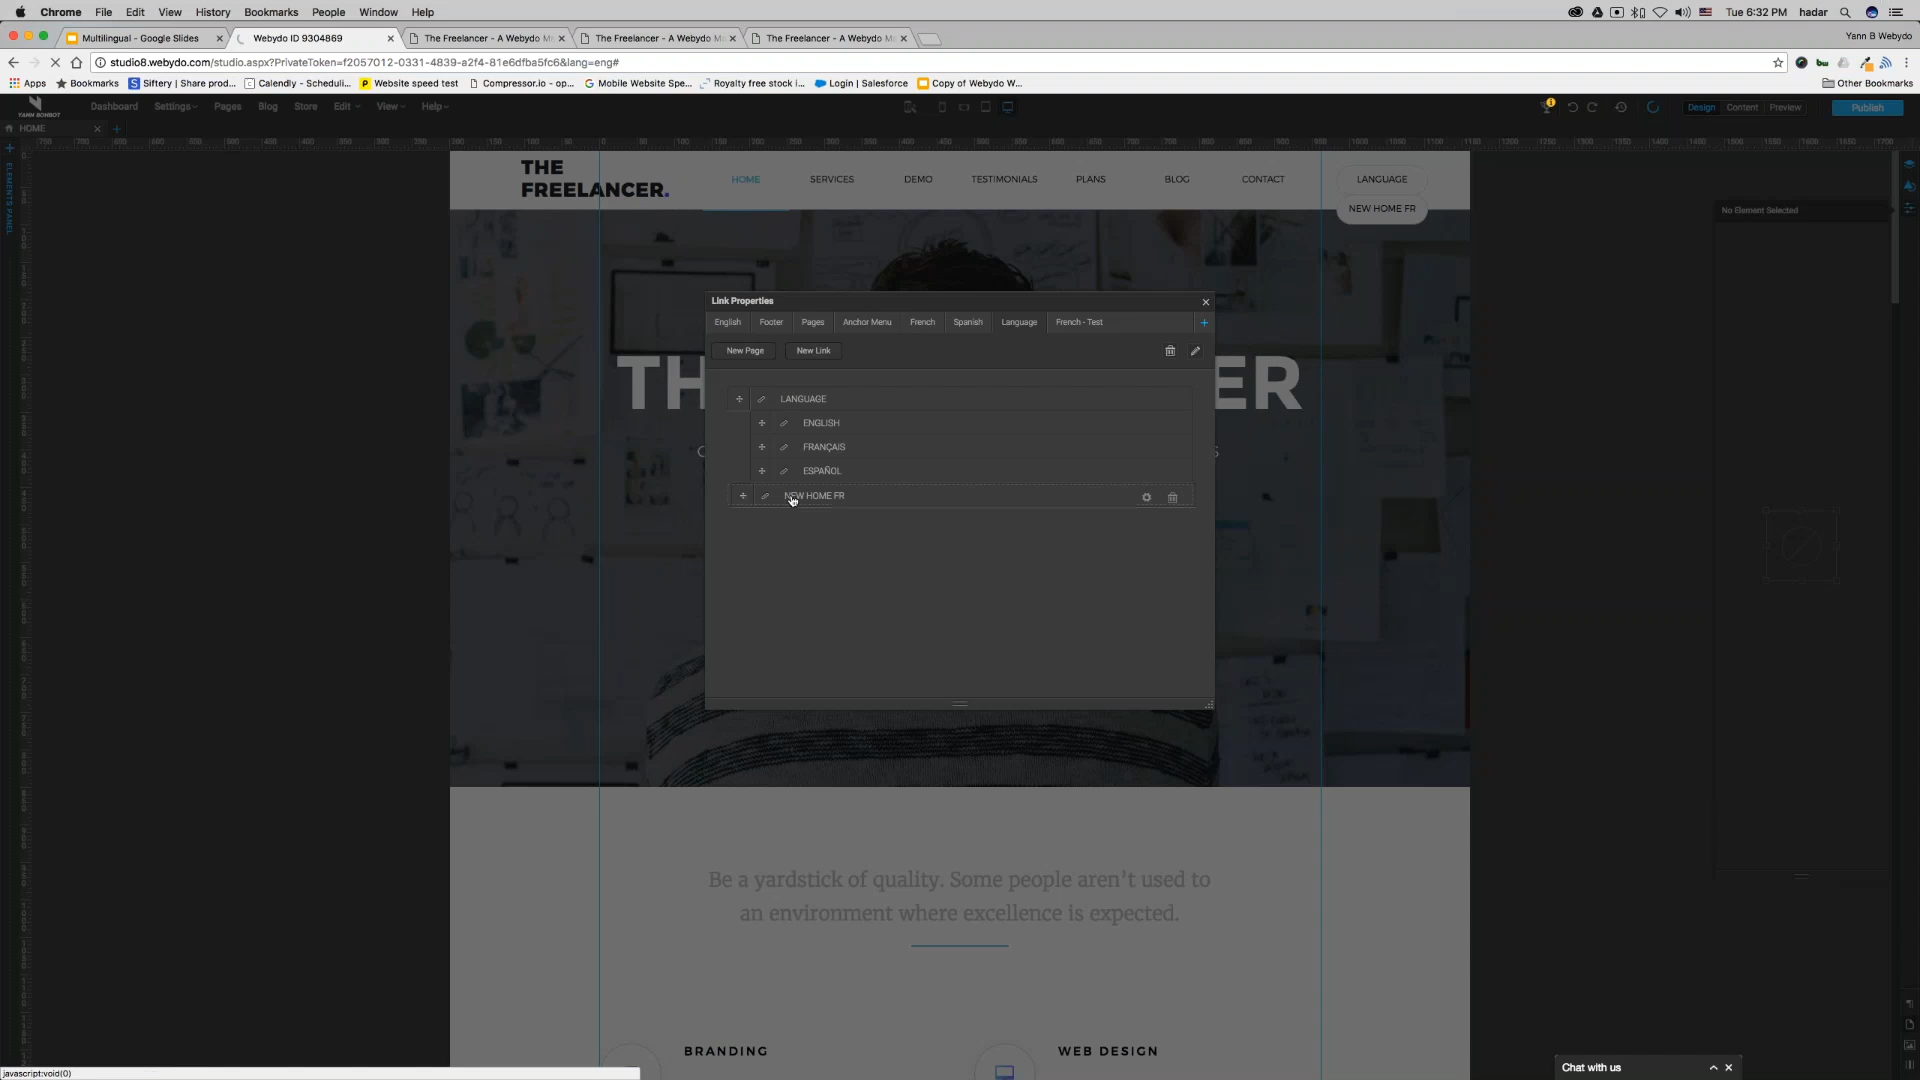 Chrome File Edit View History Bookmarks People Window Help
Tue 6:32 PM hadar
Multilingual - Google Slides
Webydo ID 9304869
The Freelancer - A Webydo M
The Freelancer - A Webydo M
The Freelancer - A Webydo M
Yann B Webydo
studio8.webydo.com/studio.aspx?PrivateToken=f2057012-0331-4839-a2f4-81e6dfba5fc6&lang=eng#
Apps Bookmarks Siftery | Share prod... Calendly - Scheduli... Website speed test Compressor.io - op... Mobile Website Spe... Royalty free stock i... Login | Salesforce Copy of Webydo W... Other Bookmarks
YANN BONBOT
Dashboard Settings Pages Blog Store Edit View Help
Design Content Preview Publish
HOME
ELEMENTS PANEL
THE
FREELANCER.
HOME SERVICES DEMO TESTIMONIALS PLANS BLOG CONTACT LANGUAGE
NEW HOME FR
No Element Selected
Link Properties
English Footer Pages Anchor Menu French Spanish Language French - Test
New Page New Link
LANGUAGE
ENGLISH
FRANÇAIS
ESPAÑOL
NEW HOME FR
TH ER
Be a yardstick of quality. Some people aren't used to
an environment where excellence is expected.
BRANDING WEB DESIGN
Chat with us
javascript:void(0)